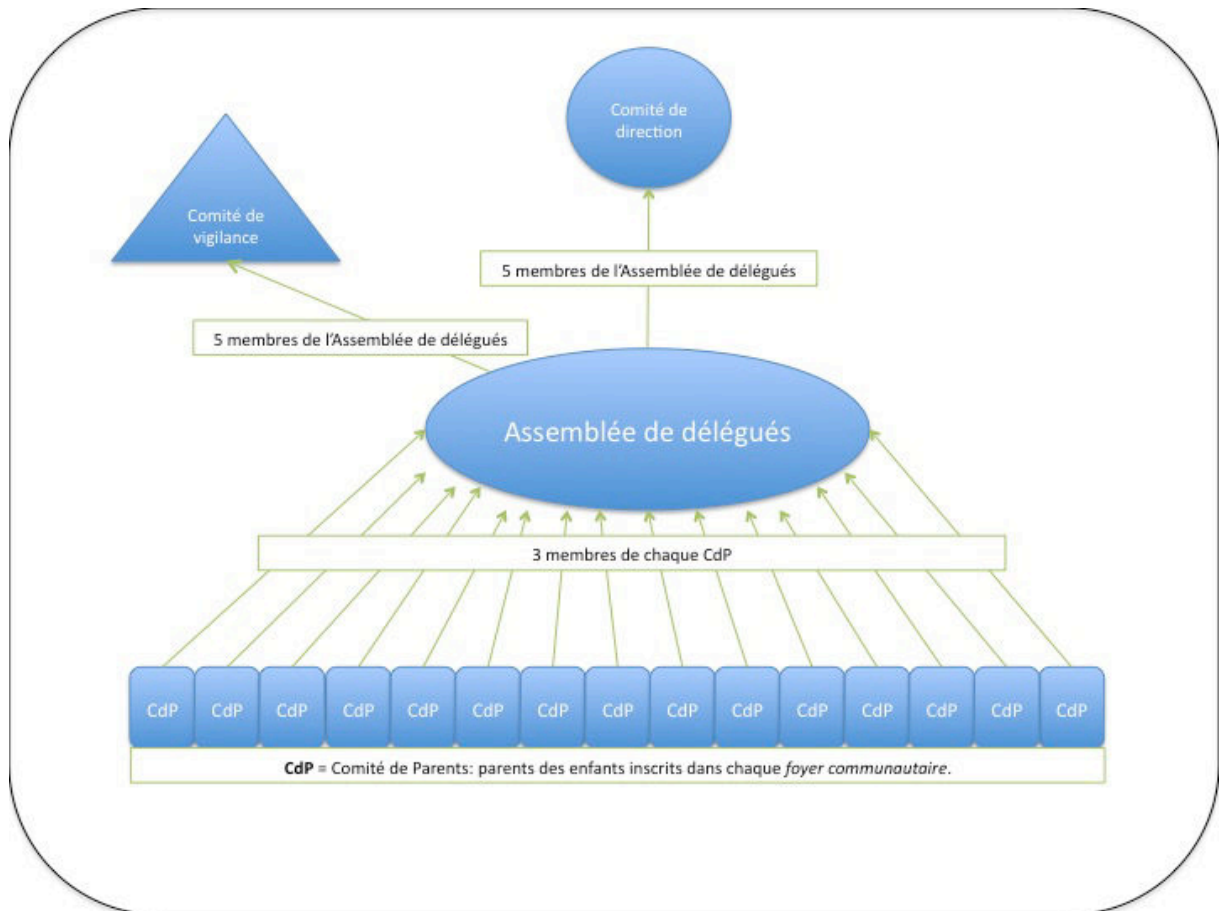 Comité de
direction
Comité de
vigilance
5 membres de l'Assemblée de délégués
5 membres de l'Assemblée de délégués
Assemblée de délégués
3 membres de chaque CdP
CdP CdP CdP CdP CdP CdP CdP CdP CdP CdP CdP CdP CdP CdP CdP
CdP = Comité de Parents: parents des enfants inscrits dans chaque foyer communautaire.